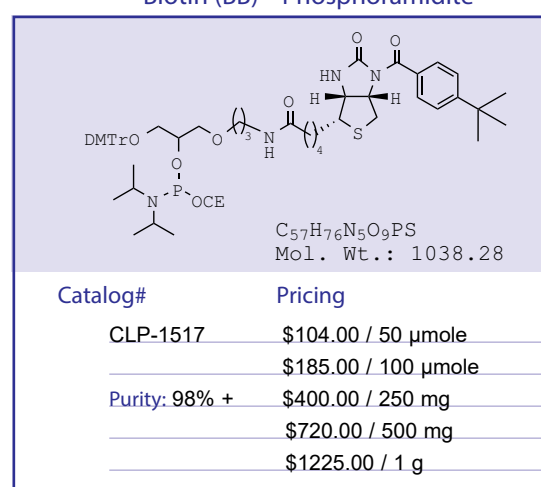 Biotin (BB) Phosphoramidite
O
O
HN
N
H
H
O
DMTrO
O
( )3
N
H
( )4
S
O
N
P
OCE
C57H76N5O9PS
Mol. Wt.: 1038.28
Catalog#
Pricing
CLP-1517
$104.00 / 50 µmole
$185.00 / 100 µmole
Purity: 98% +
$400.00 / 250 mg
$720.00 / 500 mg
$1225.00 / 1 g